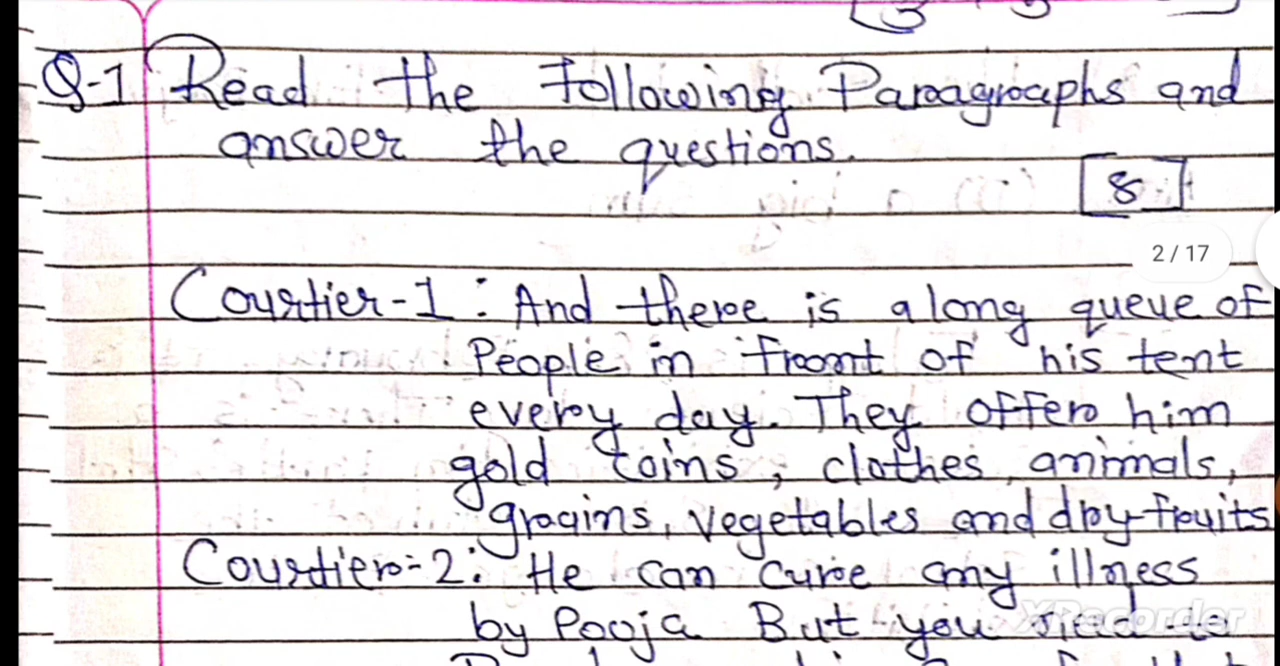 Q-1 Read the Following Paragraphs and
answer the questions.
[8]
2/17
Courtier-1: And there is a long queue of
People in front of his tent
every day. They offer him
gold coins, clothes, animals,
grains, vegetables and dry-fruits
Courtier-2: He can cure any illness
by Pooja But you
XRecorder